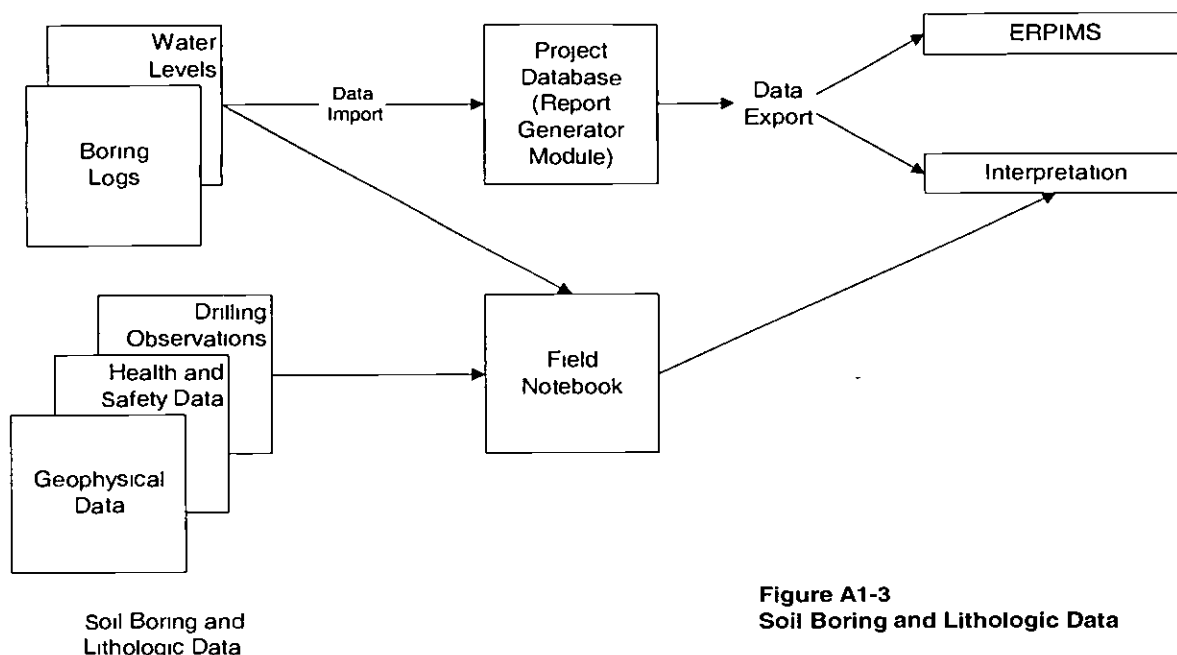 Water
Levels
Boring
Logs
Data
Import
Project
Database
(Report
Generator
Module)
Data
Export
ERPIMS
Interpretation
Drilling
Observations
Health and
Safety Data
Geophysical
Data
Field
Notebook
Soil Boring and
Lithologic Data
Figure A1-3
Soil Boring and Lithologic Data